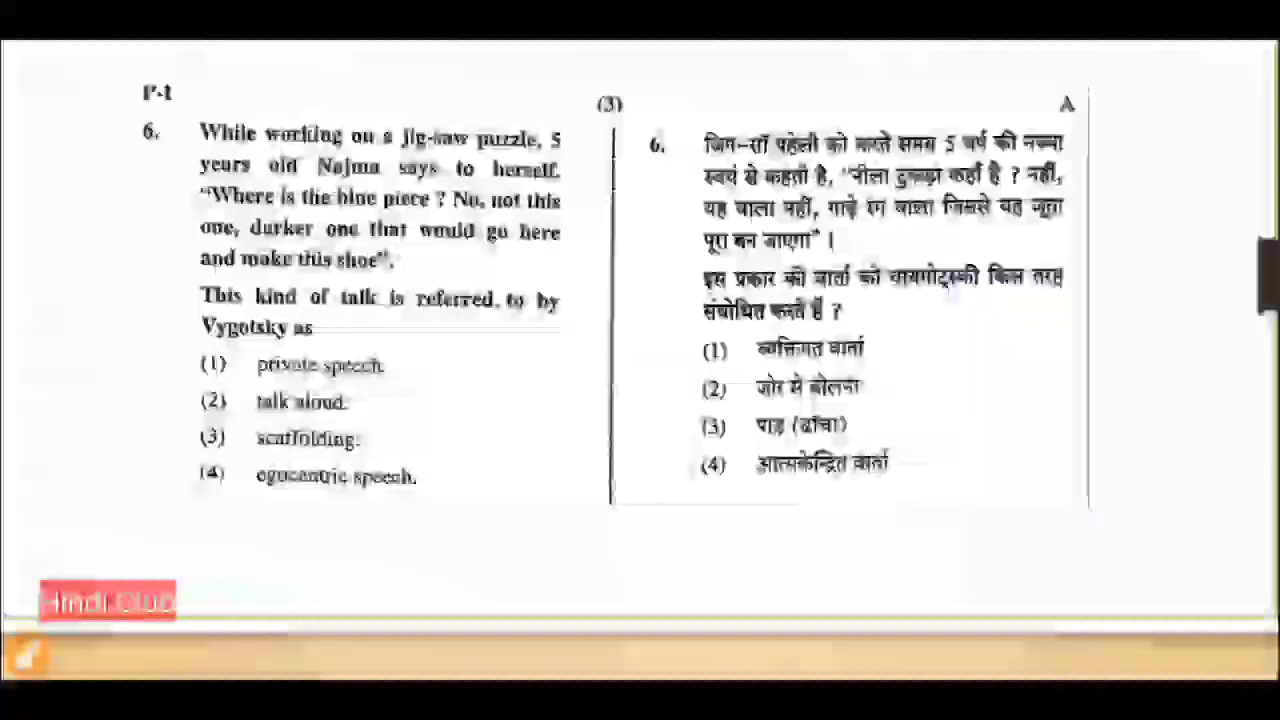 P-I
(3)
A
6. While working on a jig-saw puzzle, 5
years old Najma says to herself.
"Where is the blue piece ? No, not this
one, darker one that would go here
and make this shoe".
This kind of talk is referred to by
Vygotsky as
(1) private speech.
(2) talk aloud.
(3) scaffolding.
(4) egocentric speech.
6. जिग-सॉ पहेली को करते समय 5 वर्ष की नज्मा
स्वयं से कहती है, "नीला टुकड़ा कहाँ है ? नहीं,
यह वाला नहीं, गाढ़े रंग वाला जिससे यह जूता
पूरा बन जाएगा" ।
इस प्रकार की वार्ता को वायगोट्स्की किस तरह
संबोधित करते हैं ?
(1) व्यक्तिगत वार्ता
(2) जोर से बोलना
(3) पाड़ (ढाँचा)
(4) आत्मकेन्द्रित वार्ता
Hindi Club